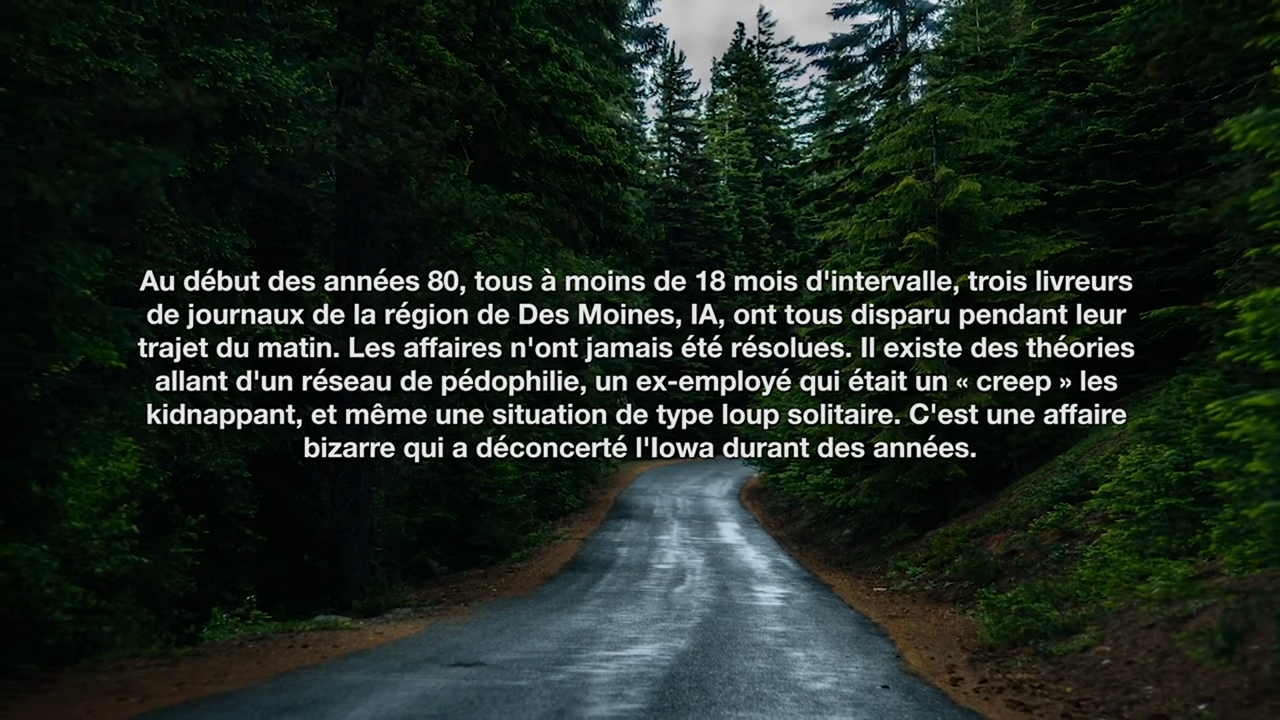 Au début des années 80, tous à moins de 18 mois d'intervalle, trois livreurs
de journaux de la région de Des Moines, IA, ont tous disparu pendant leur
trajet du matin. Les affaires n'ont jamais été résolues. Il existe des théories
allant d'un réseau de pédophilie, un ex-employé qui était un « creep » les
kidnappant, et même une situation de type loup solitaire. C'est une affaire
bizarre qui a déconcerté l'Iowa durant des années.